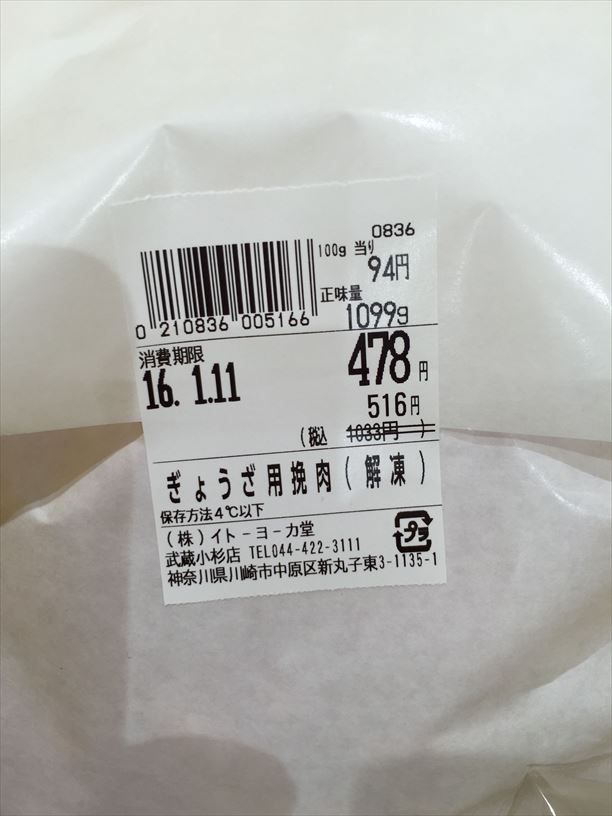 0836
100g 当り
94円
正味量
1099g
0 210836 005166
消費期限
16. 1.11
478円
516円
(税込 1033円 )
ぎょうざ用挽肉(解凍)
保存方法4℃以下
(株)イト-ヨ-カ堂
武蔵小杉店 TEL044-422-3111
神奈川県川崎市中原区新丸子東3-1135-1
プラ